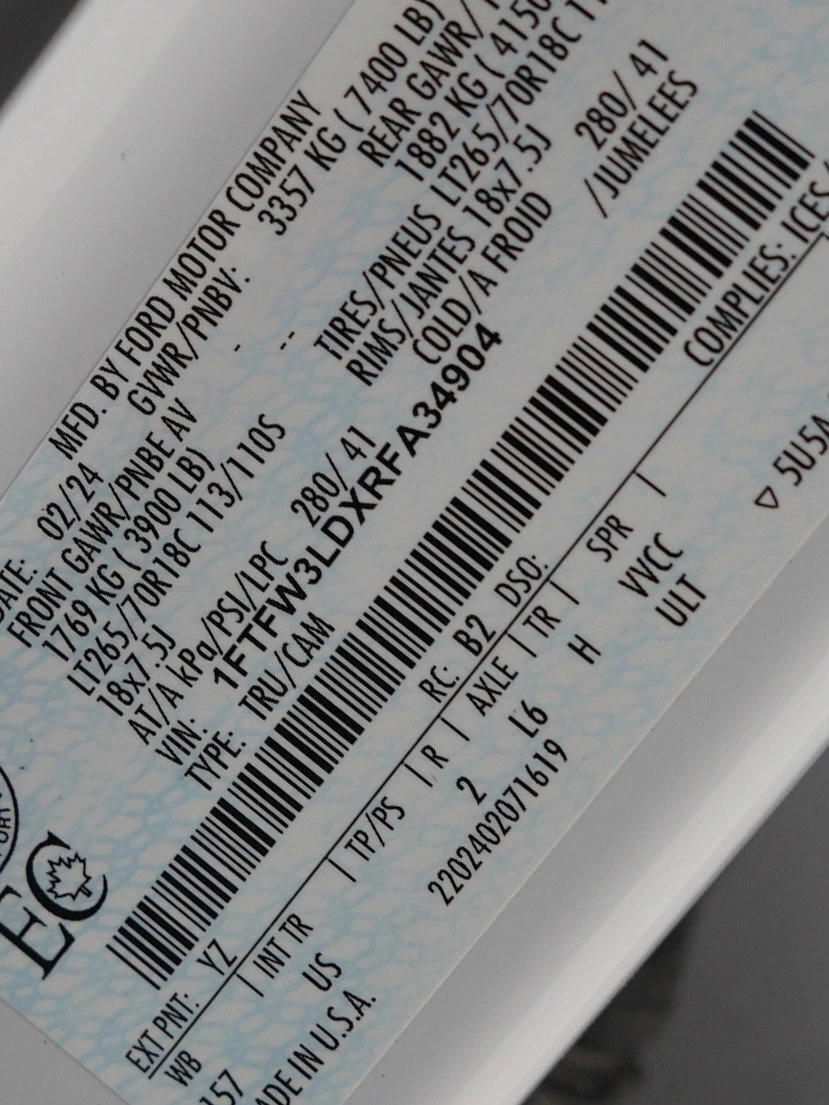 MFD. BY FORD MOTOR COMPANY
DATE: 02/24 GVWR/PNBV: 3357 KG ( 7400 LB)
FRONT GAWR/PNBE AV - REAR GAWR/
1769 KG ( 3900 LB) -- 1882 KG ( 4150
LT265/70R18C 113/110S TIRES/PNEUS LT265/70R18C 11
18x7.5J RIMS/JANTES 18x7.5J
AT/A kPa/PSI/LPC 280/ 41 COLD/A FROID 280/ 41
VIN: 1FTFW3LDXRFA34904 /JUMELEES
TYPE: TRU/CAM
EC
COMPLIES: ICES/
EXT PNT: YZ RC: B2 DSO:
WB | INT TR | TP/PS | R | AXLE | TR | SPR |
157 US 2 L6 H VVCC
ULT
MADE IN U.S.A. 2202402071619 ▽ 5U5A